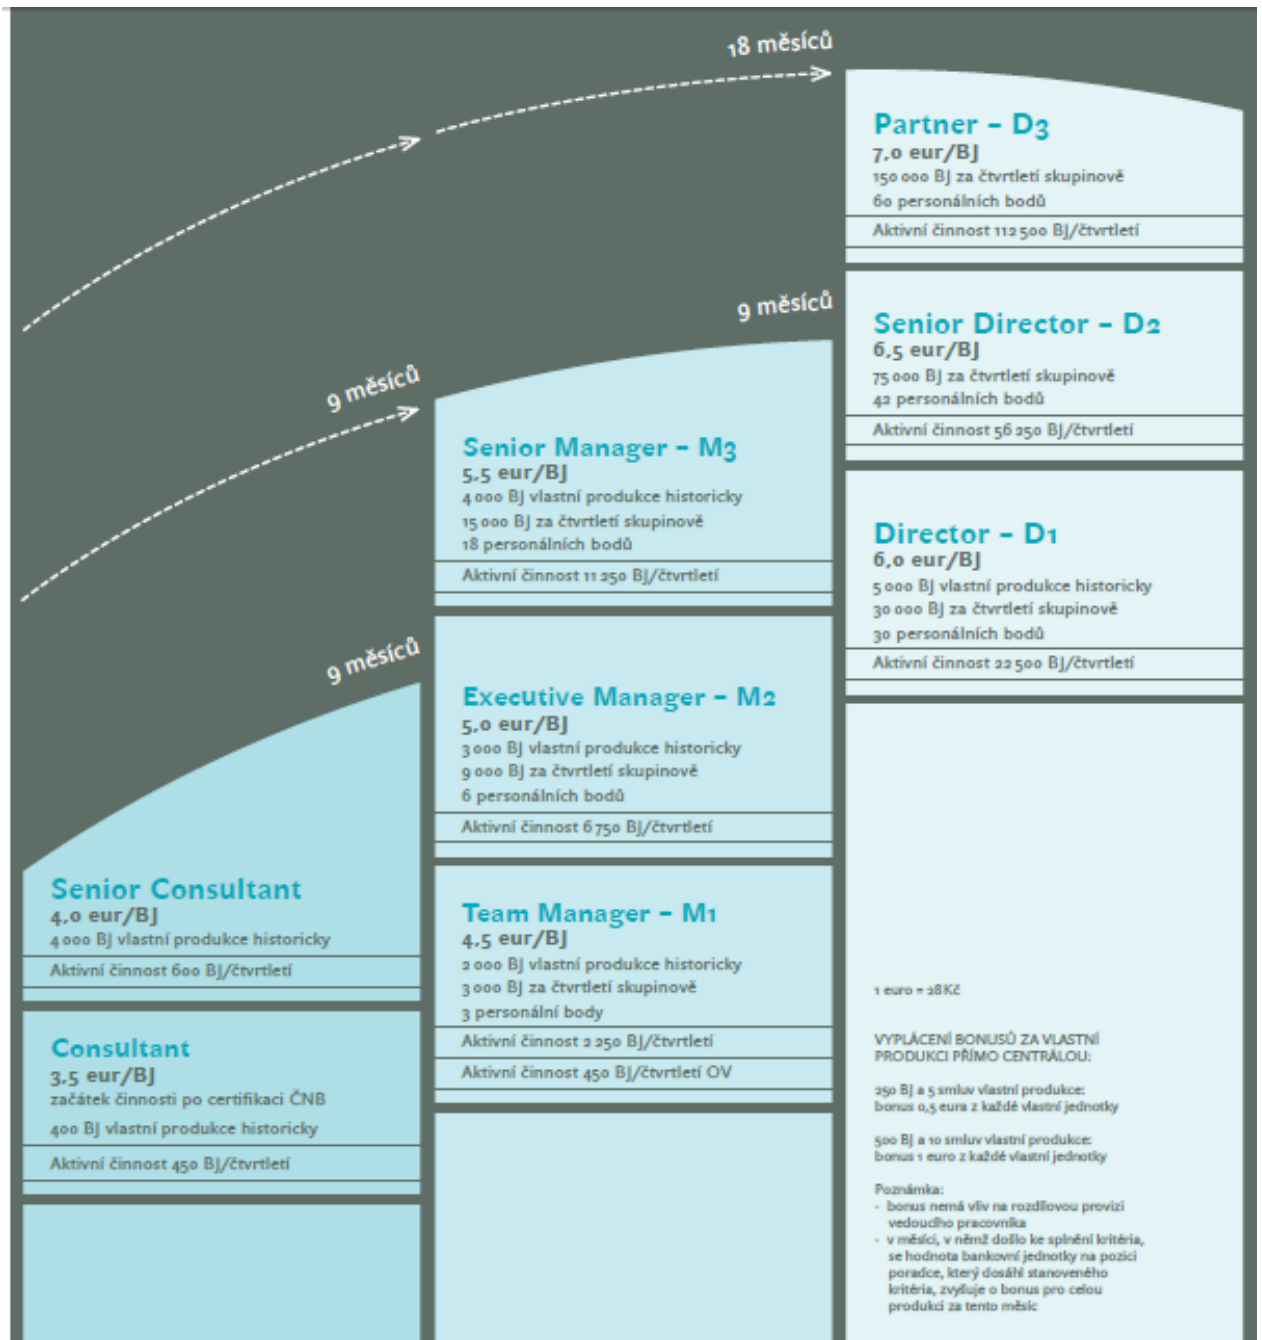 18 měsíců
Partner – D3
7,0 eur/BJ
150 000 BJ za čtvrtletí skupinově
60 personálních bodů
Aktivní činnost 112 500 BJ/čtvrtletí
9 měsíců
Senior Director – D2
6,5 eur/BJ
75 000 BJ za čtvrtletí skupinově
42 personálních bodů
Aktivní činnost 56 250 BJ/čtvrtletí
9 měsíců
Senior Manager – M3
5,5 eur/BJ
4 000 BJ vlastní produkce historicky
15 000 BJ za čtvrtletí skupinově
18 personálních bodů
Aktivní činnost 11 250 BJ/čtvrtletí
Director – D1
6,0 eur/BJ
5 000 BJ vlastní produkce historicky
30 000 BJ za čtvrtletí skupinově
30 personálních bodů
Aktivní činnost 22 500 BJ/čtvrtletí
9 měsíců
Executive Manager – M2
5,0 eur/BJ
3 000 BJ vlastní produkce historicky
9 000 BJ za čtvrtletí skupinově
6 personálních bodů
Aktivní činnost 6 750 BJ/čtvrtletí
Senior Consultant
4,0 eur/BJ
4 000 BJ vlastní produkce historicky
Aktivní činnost 600 BJ/čtvrtletí
Team Manager – M1
4,5 eur/BJ
2 000 BJ vlastní produkce historicky
3 000 BJ za čtvrtletí skupinově
3 personální body
Aktivní činnost 2 250 BJ/čtvrtletí
Aktivní činnost 450 BJ/čtvrtletí OV
Consultant
3,5 eur/BJ
začátek činnosti po certifikaci ČNB
400 BJ vlastní produkce historicky
Aktivní činnost 450 BJ/čtvrtletí
1 euro = 28 Kč
VYPLÁCENÍ BONUSŮ ZA VLASTNÍ
PRODUKCI PŘÍMO CENTRÁLOU:
250 BJ a 5 smluv vlastní produkce:
bonus 0,5 eura z každé vlastní jednotky
500 BJ a 10 smluv vlastní produkce:
bonus 1 euro z každé vlastní jednotky
Poznámka:
- bonus nemá vliv na rozdílovou provizi
vedoucího pracovníka
- v měsíci, v němž došlo ke splnění kritéria,
se hodnota bankovní jednotky na pozici
poradce, který dosáhl stanoveného
kritéria, zvyšuje o bonus pro celou
produkci za tento měsíc